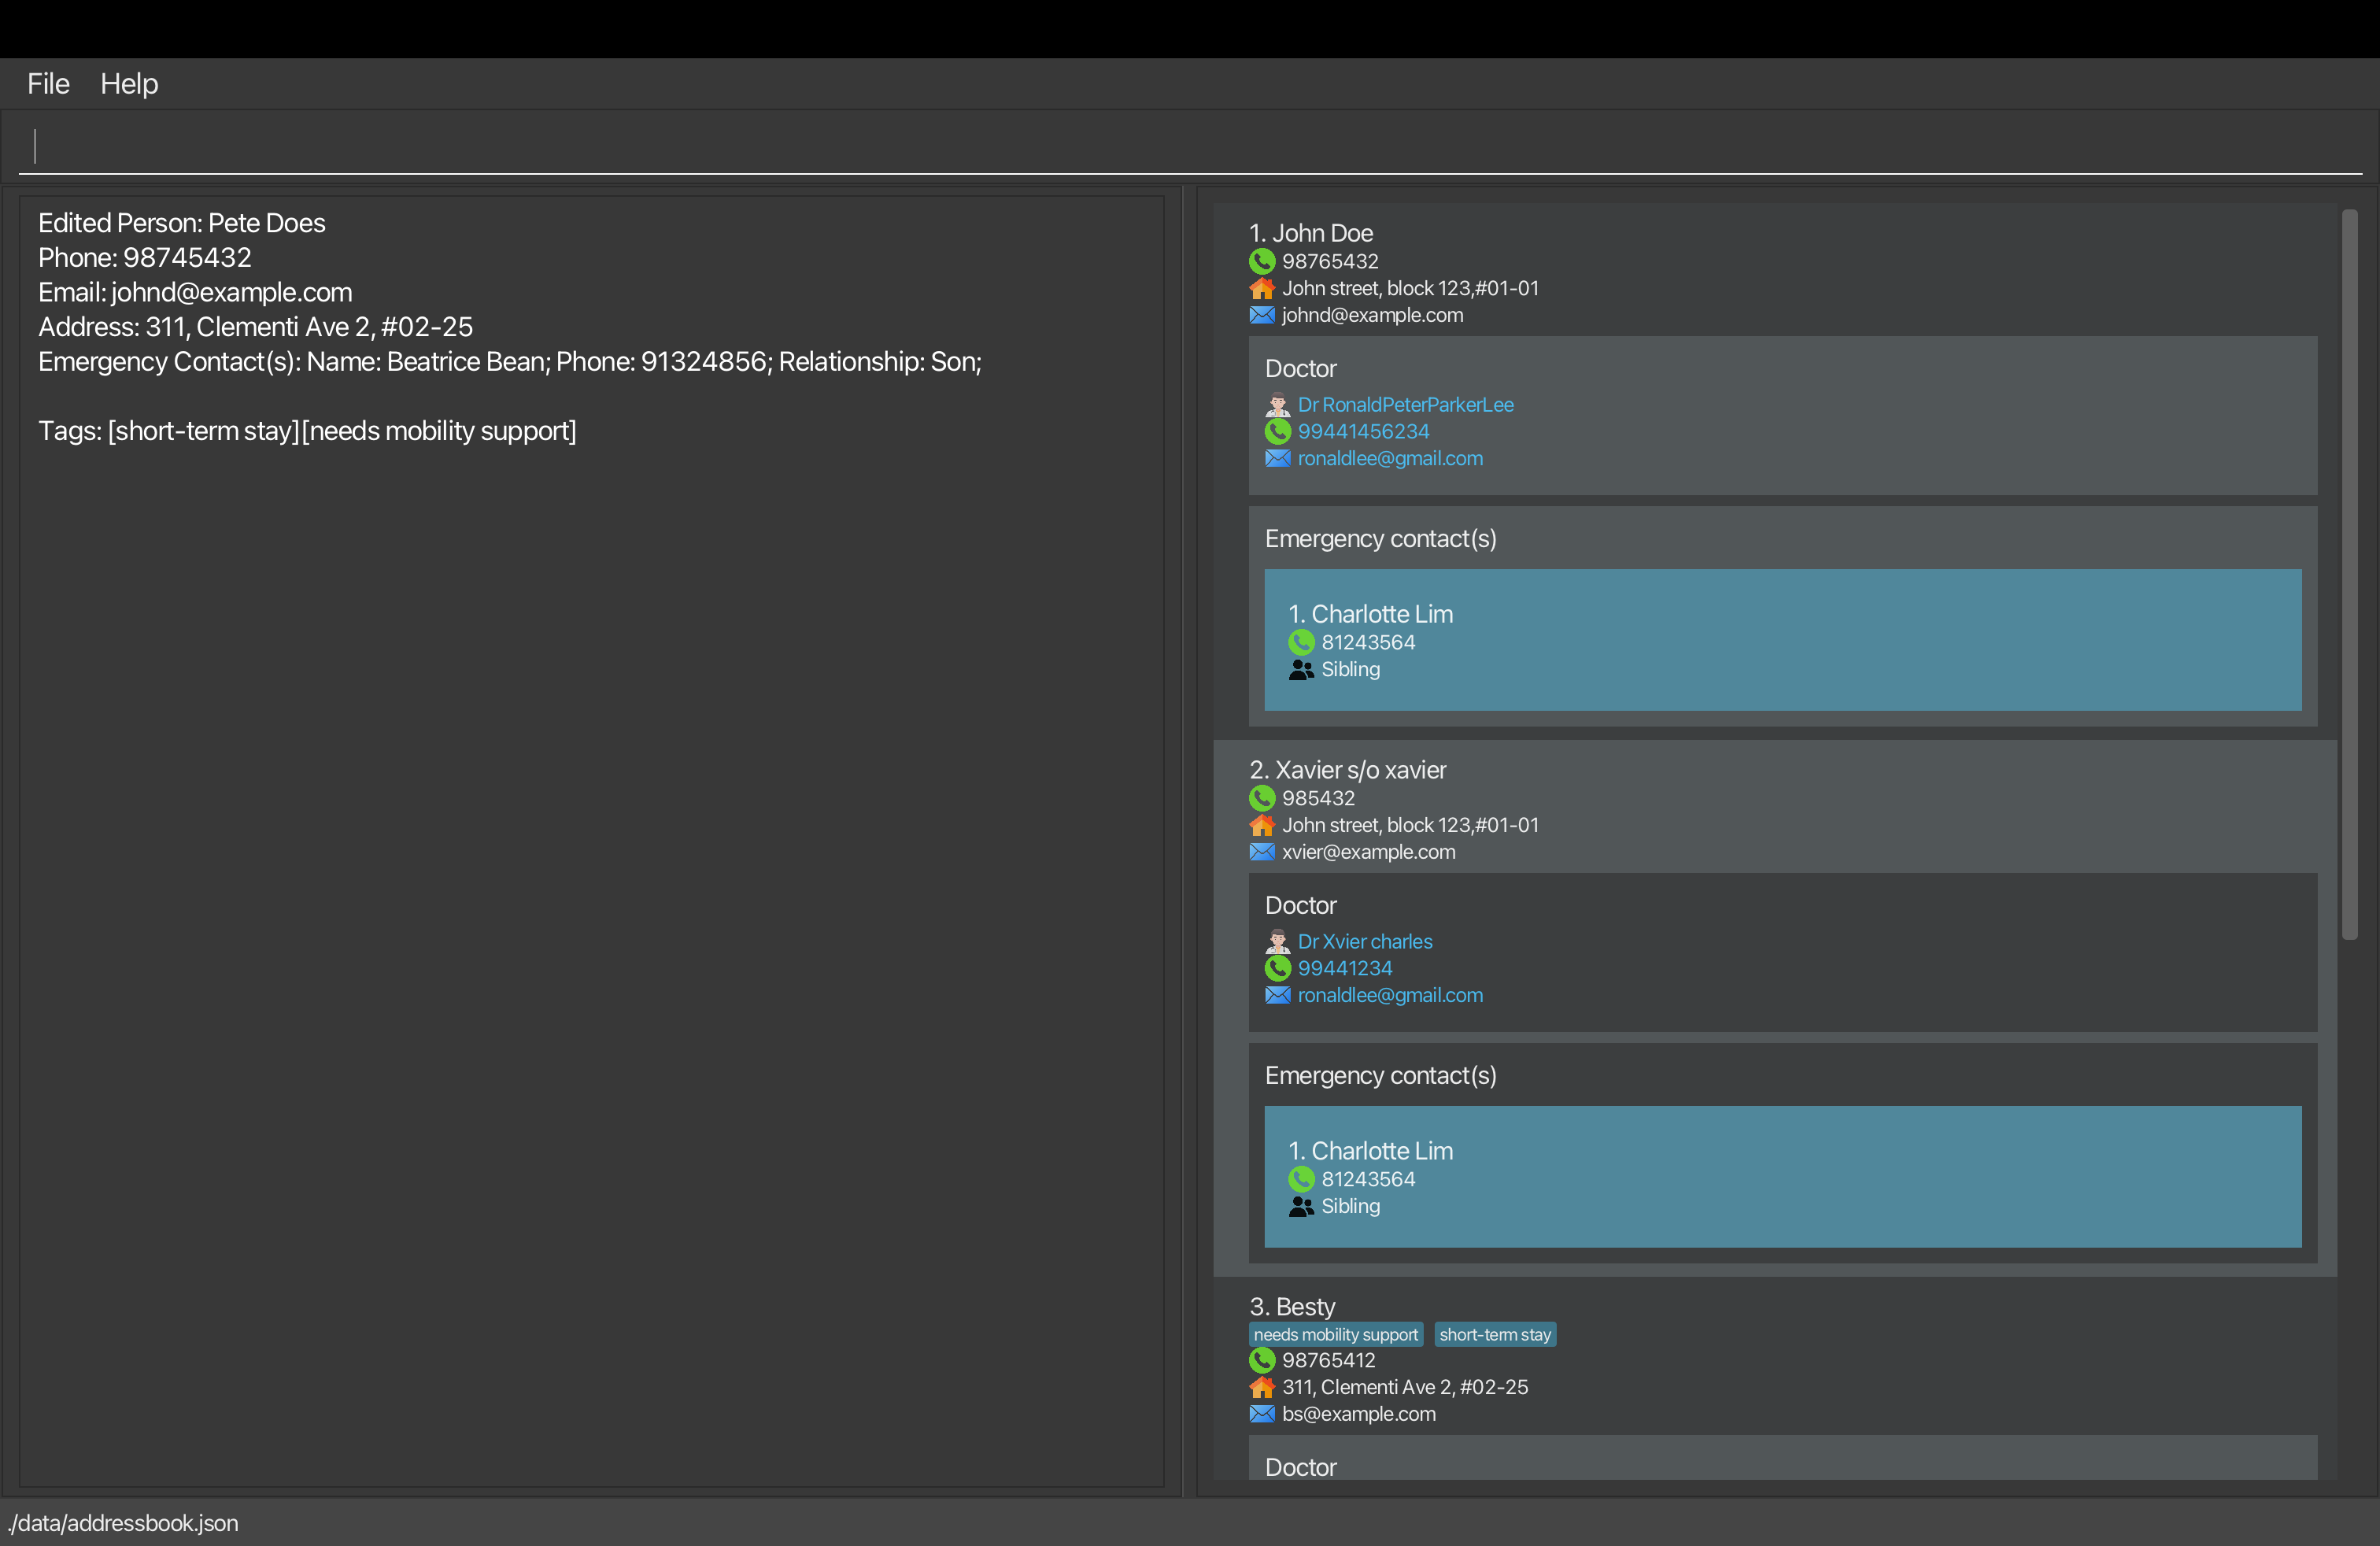 File Help
Edited Person: Pete Does
Phone: 98745432
Email: johnd@example.com
Address: 311, Clementi Ave 2, #02-25
Emergency Contact(s): Name: Beatrice Bean; Phone: 91324856; Relationship: Son;
Tags: [short-term stay][needs mobility support]
1. John Doe
98765432
John street, block 123,#01-01
johnd@example.com
Doctor
Dr RonaldPeterParkerLee
99441456234
ronaldlee@gmail.com
Emergency contact(s)
1. Charlotte Lim
81243564
Sibling
2. Xavier s/o xavier
985432
John street, block 123,#01-01
xvier@example.com
Doctor
Dr Xvier charles
99441234
ronaldlee@gmail.com
Emergency contact(s)
1. Charlotte Lim
81243564
Sibling
3. Besty
needs mobility support short-term stay
98765412
311, Clementi Ave 2, #02-25
bs@example.com
Doctor
./data/addressbook.json